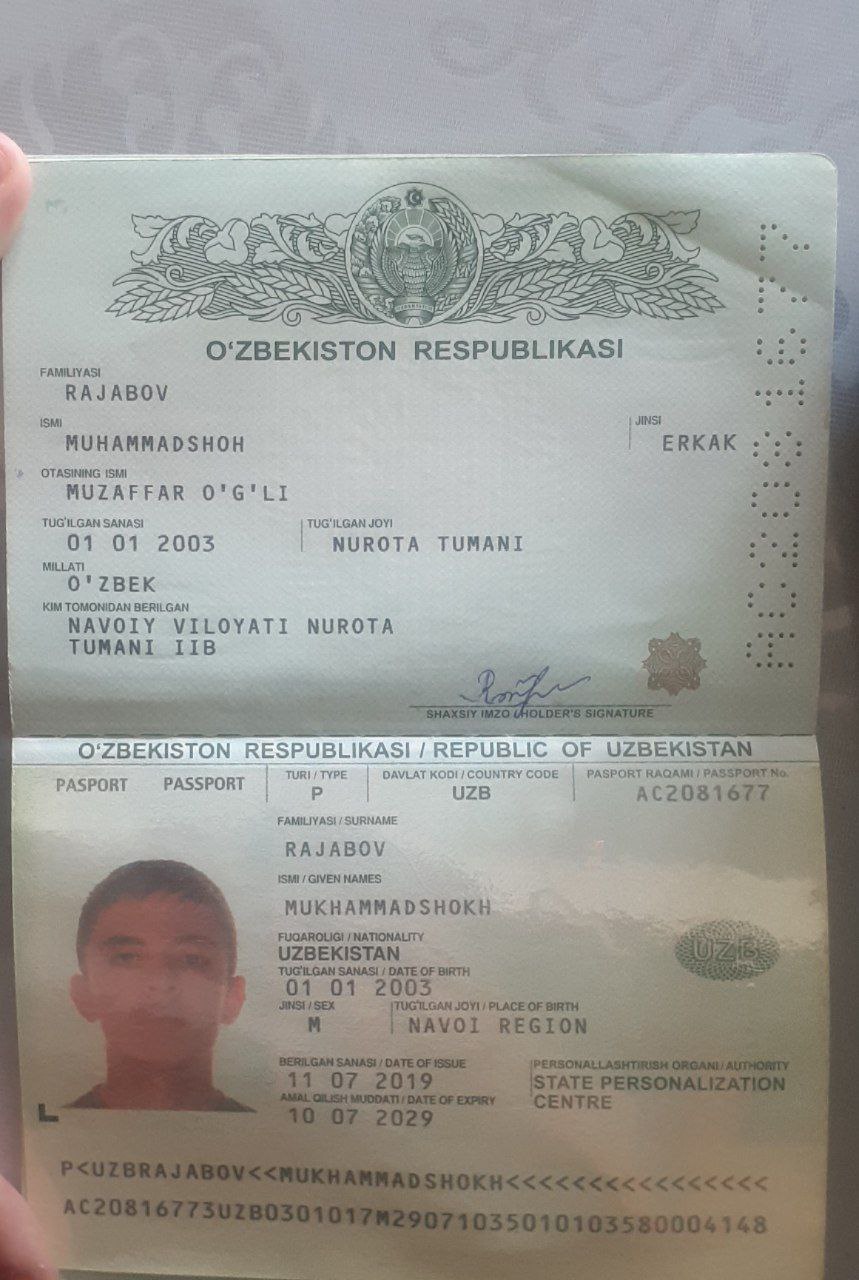 O‘ZBEKISTON RESPUBLIKASI
FAMILIYASI
RAJABOV
ISMI
MUHAMMADSHOH
JINSI
ERKAK
OTASINING ISMI
MUZAFFAR O'G'LI
TUG‘ILGAN SANASI
01 01 2003
TUG‘ILGAN JOYI
NUROTA TUMANI
MILLATI
O'ZBEK
KIM TOMONIDAN BERILGAN
NAVOIY VILOYATI NUROTA
TUMANI IIB
SHAXSIY IMZO / HOLDER'S SIGNATURE
AC2081677
O‘ZBEKISTON RESPUBLIKASI / REPUBLIC OF UZBEKISTAN
PASPORT PASSPORT
TURI / TYPE
P
DAVLAT KODI / COUNTRY CODE
UZB
PASPORT RAQAMI / PASSPORT No.
AC2081677
FAMILIYASI / SURNAME
RAJABOV
ISMI / GIVEN NAMES
MUKHAMMADSHOKH
FUQAROLIGI / NATIONALITY
UZBEKISTAN
TUG‘ILGAN SANASI / DATE OF BIRTH
01 01 2003
JINSI / SEX
M
TUG‘ILGAN JOYI / PLACE OF BIRTH
NAVOI REGION
UZB
BERILGAN SANASI / DATE OF ISSUE
11 07 2019
AMAL QILISH MUDDATI / DATE OF EXPIRY
10 07 2029
PERSONALLASHTIRISH ORGANI / AUTHORITY
STATE PERSONALIZATION
CENTRE
P<UZBRAJABOV<<MUKHAMMADSHOKH<<<<<<<<<<<<<<<<
AC20816773UZB0301017M29071035010103580004148